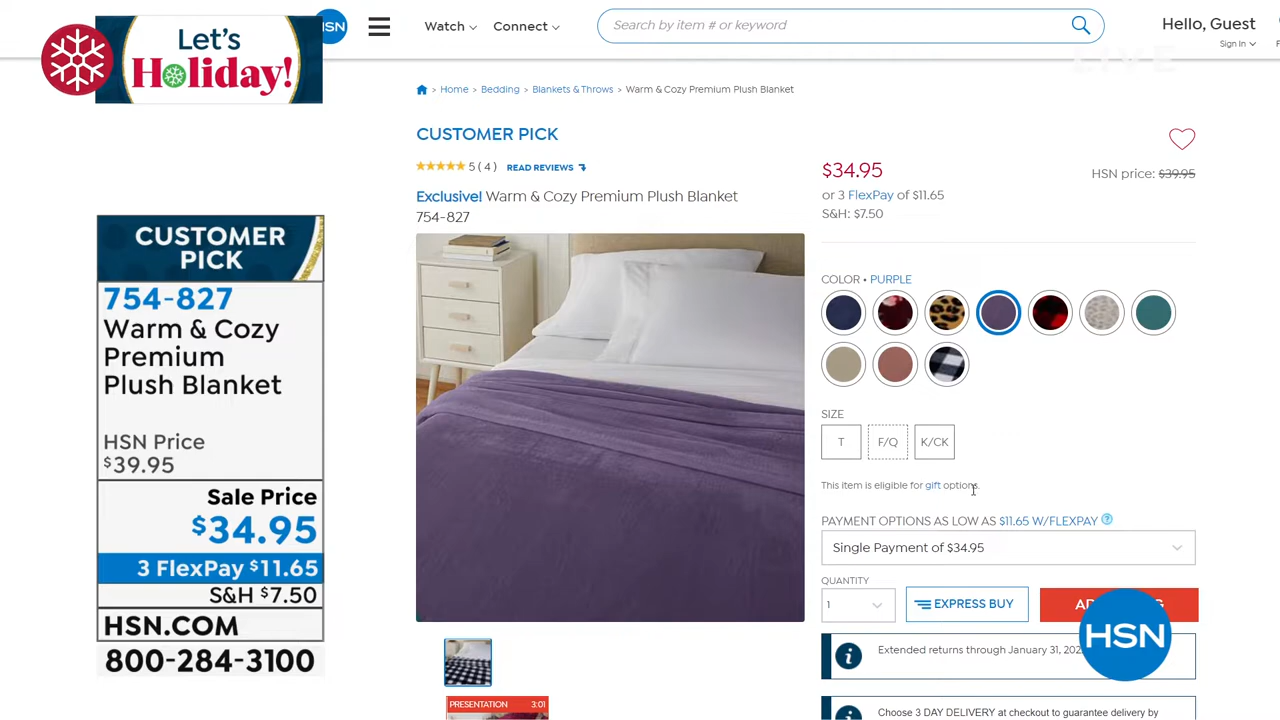 Let's
Holiday!
HSN
Watch
Connect
Search by item # or keyword
Hello, Guest
Sign In
LIVE
> Home > Bedding > Blankets & Throws > Warm & Cozy Premium Plush Blanket
CUSTOMER PICK
5 ( 4 ) READ REVIEWS
Exclusive! Warm & Cozy Premium Plush Blanket
754-827
$34.95
HSN price: $39.95
or 3 FlexPay of $11.65
S&H: $7.50
COLOR • PURPLE
SIZE
T
F/Q
K/CK
This item is eligible for gift options.
PAYMENT OPTIONS AS LOW AS $11.65 W/FLEXPAY ?
Single Payment of $34.95
QUANTITY
1
EXPRESS BUY
Extended returns through January 31,
Choose 3 DAY DELIVERY at checkout to guarantee delivery by
HSN
PRESENTATION 3:01
CUSTOMER
PICK
754-827
Warm & Cozy
Premium
Plush Blanket
HSN Price
$39.95
Sale Price
$34.95
3 FlexPay $11.65
S&H $7.50
HSN.COM
800-284-3100